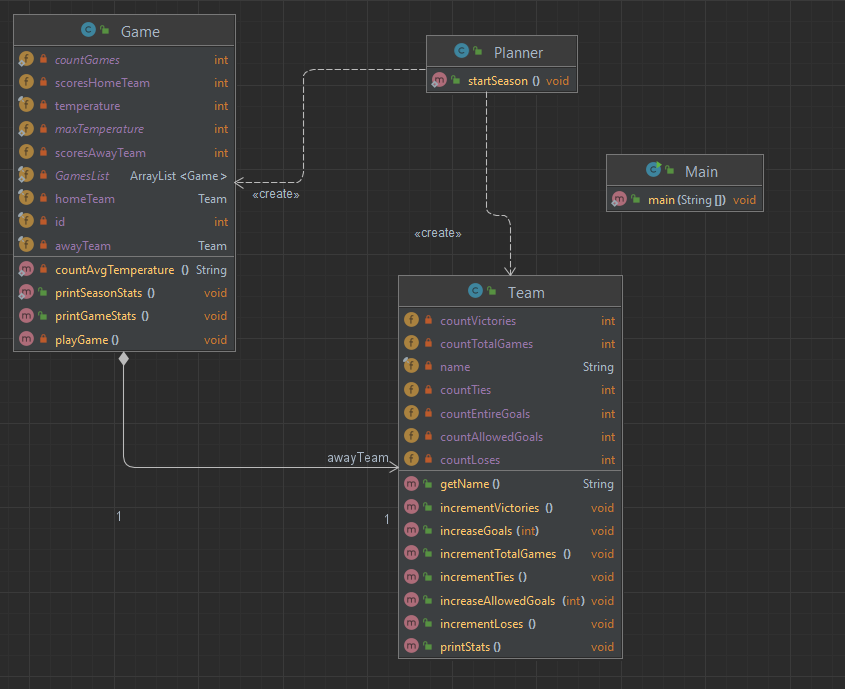 Game
countGames int
scoresHomeTeam int
temperature int
maxTemperature int
scoresAwayTeam int
GamesList ArrayList <Game>
homeTeam Team
id int
awayTeam Team
countAvgTemperature () String
printSeasonStats () void
printGameStats () void
playGame () void
Planner
startSeason () void
«create»
Main
main (String []) void
«create»
Team
countVictories int
countTotalGames int
name String
countTies int
countEntireGoals int
countAllowedGoals int
countLoses int
getName () String
incrementVictories () void
increaseGoals (int) void
incrementTotalGames () void
incrementTies () void
increaseAllowedGoals (int) void
incrementLoses () void
printStats () void
awayTeam
1
1